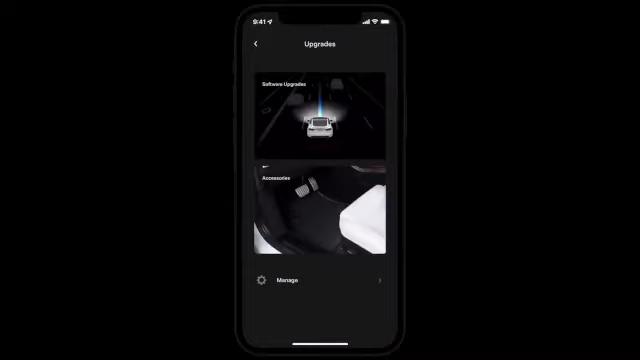 9:41
Upgrades
Software Upgrades
Accessories
Manage